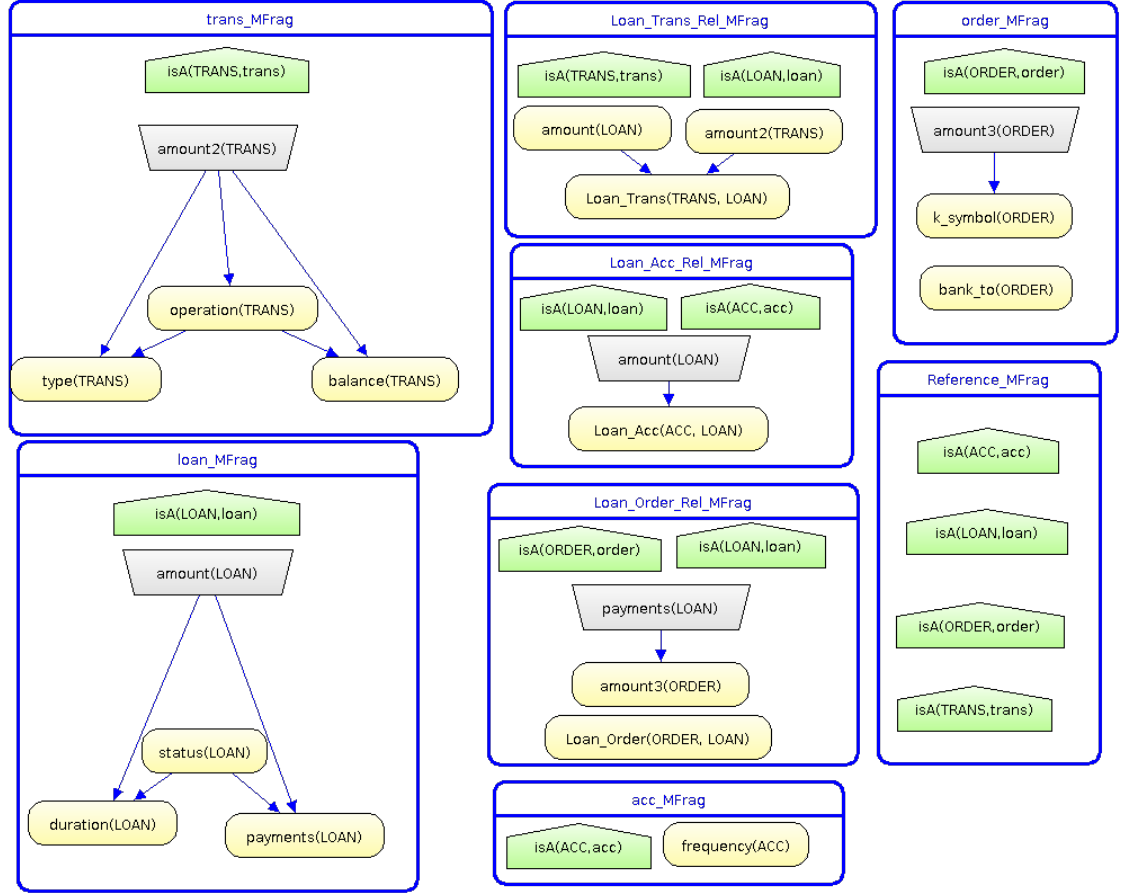 trans_MFrag
isA(TRANS,trans)
amount2(TRANS)
operation(TRANS)
type(TRANS)
balance(TRANS)
loan_MFrag
isA(LOAN,loan)
amount(LOAN)
status(LOAN)
duration(LOAN)
payments(LOAN)
Loan_Trans_Rel_MFrag
isA(TRANS,trans)
isA(LOAN,loan)
amount(LOAN)
amount2(TRANS)
Loan_Trans(TRANS, LOAN)
Loan_Acc_Rel_MFrag
isA(LOAN,loan)
isA(ACC,acc)
amount(LOAN)
Loan_Acc(ACC, LOAN)
Loan_Order_Rel_MFrag
isA(ORDER,order)
isA(LOAN,loan)
payments(LOAN)
amount3(ORDER)
Loan_Order(ORDER, LOAN)
acc_MFrag
isA(ACC,acc)
frequency(ACC)
order_MFrag
isA(ORDER,order)
amount3(ORDER)
k_symbol(ORDER)
bank_to(ORDER)
Reference_MFrag
isA(ACC,acc)
isA(LOAN,loan)
isA(ORDER,order)
isA(TRANS,trans)